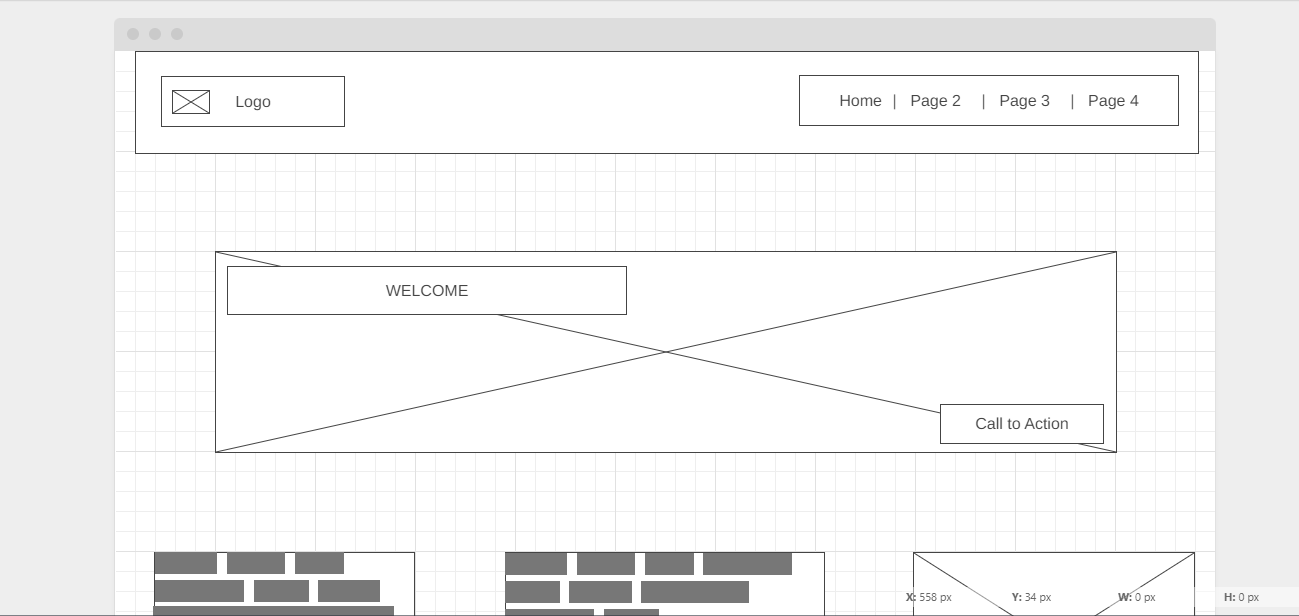 Logo
Home | Page 2 | Page 3 | Page 4
WELCOME
Call to Action
X: 558 px Y: 34 px W: 0 px H: 0 px